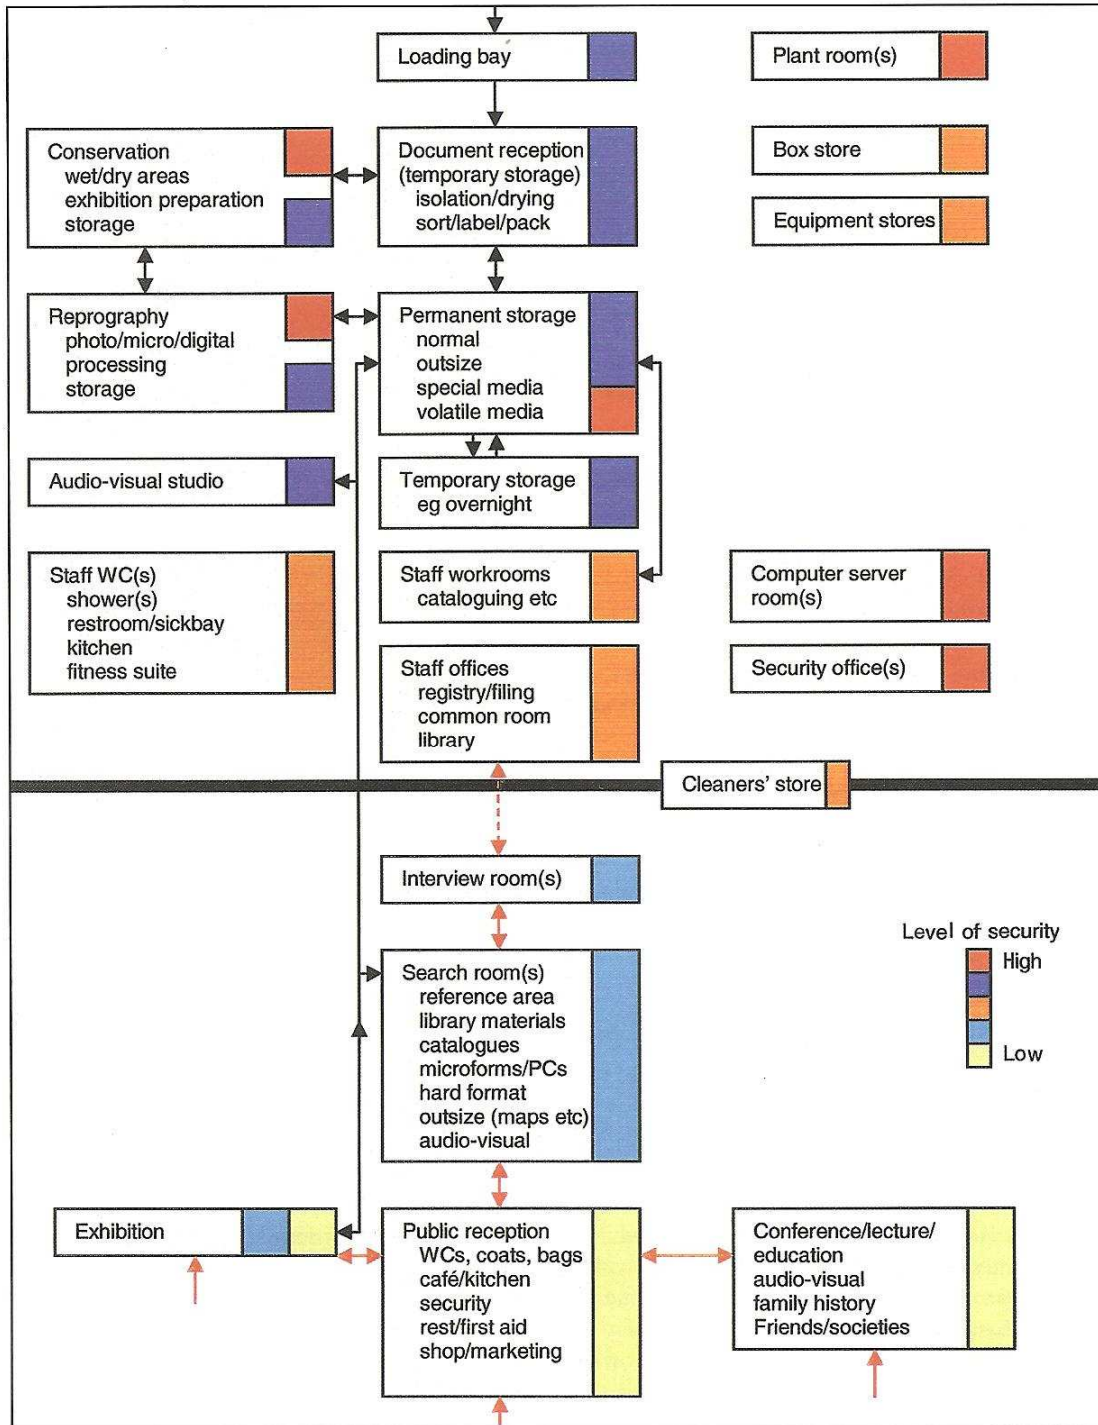 Loading bay
Plant room(s)
Conservation
wet/dry areas
exhibition preparation
storage
Document reception
(temporary storage)
isolation/drying
sort/label/pack
Box store
Equipment stores
Reprography
photo/micro/digital
processing
storage
Permanent storage
normal
outsize
special media
volatile media
Audio-visual studio
Temporary storage
eg overnight
Staff WC(s)
shower(s)
restroom/sickbay
kitchen
fitness suite
Staff workrooms
cataloguing etc
Computer server
room(s)
Staff offices
registry/filing
common room
library
Security office(s)
Cleaners' store
Interview room(s)
Level of security
High
Low
Search room(s)
reference area
library materials
catalogues
microforms/PCs
hard format
outsize (maps etc)
audio-visual
Exhibition
Public reception
WCs, coats, bags
café/kitchen
security
rest/first aid
shop/marketing
Conference/lecture/
education
audio-visual
family history
Friends/societies